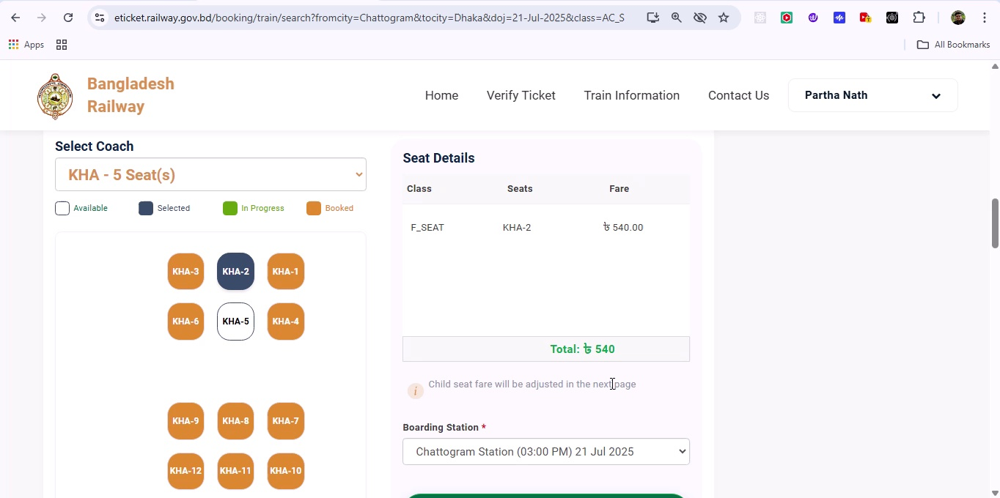 eticket.railway.gov.bd/booking/train/search?fromcity=Chattogram&tocity=Dhaka&doj=21-Jul-2025&class=AC_S
Apps
All Bookmarks
Bangladesh
Railway
Home
Verify Ticket
Train Information
Contact Us
Partha Nath
Select Coach
KHA - 5 Seat(s)
Available
Selected
In Progress
Booked
KHA-3
KHA-2
KHA-1
KHA-6
KHA-5
KHA-4
KHA-9
KHA-8
KHA-7
KHA-12
KHA-11
KHA-10
Seat Details
Class Seats Fare
F_SEAT KHA-2 ৳ 540.00
Total: ৳ 540
i Child seat fare will be adjusted in the next page
Boarding Station *
Chattogram Station (03:00 PM) 21 Jul 2025